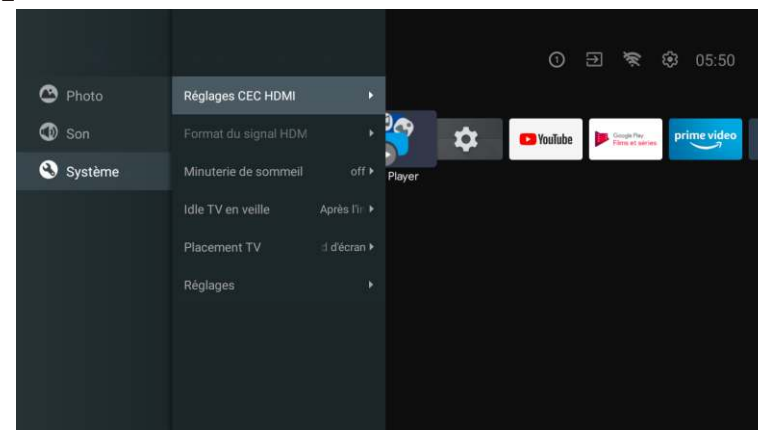 05:50
Photo
Son
Système
Réglages CEC HDMI
Format du signal HDM
Minuterie de sommeil off
Idle TV en veille Après l'in
Placement TV d'écran
Réglages
Player
YouTube
Google Play
Films et séries
prime video